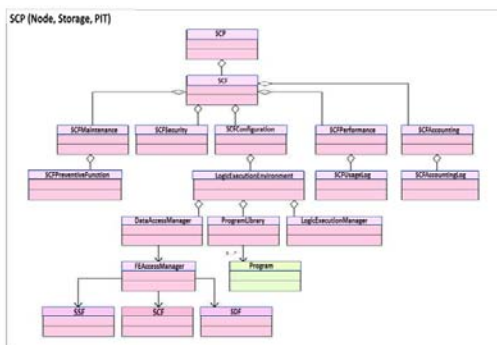 SCP (Node, Storage, PIT)
SCP
SCF
SCFMaintenance
SCFSecurity
SCFConfiguration
SCFPerformance
SCFAccounting
SCFPreventiveFunction
LogicExecutionEnvironment
SCFUsageLog
SCFAccountingLog
DataAccessManager
ProgramLibrary
LogicExecutionManager
FEAccessManager
Program
SSF
SCF
SDF